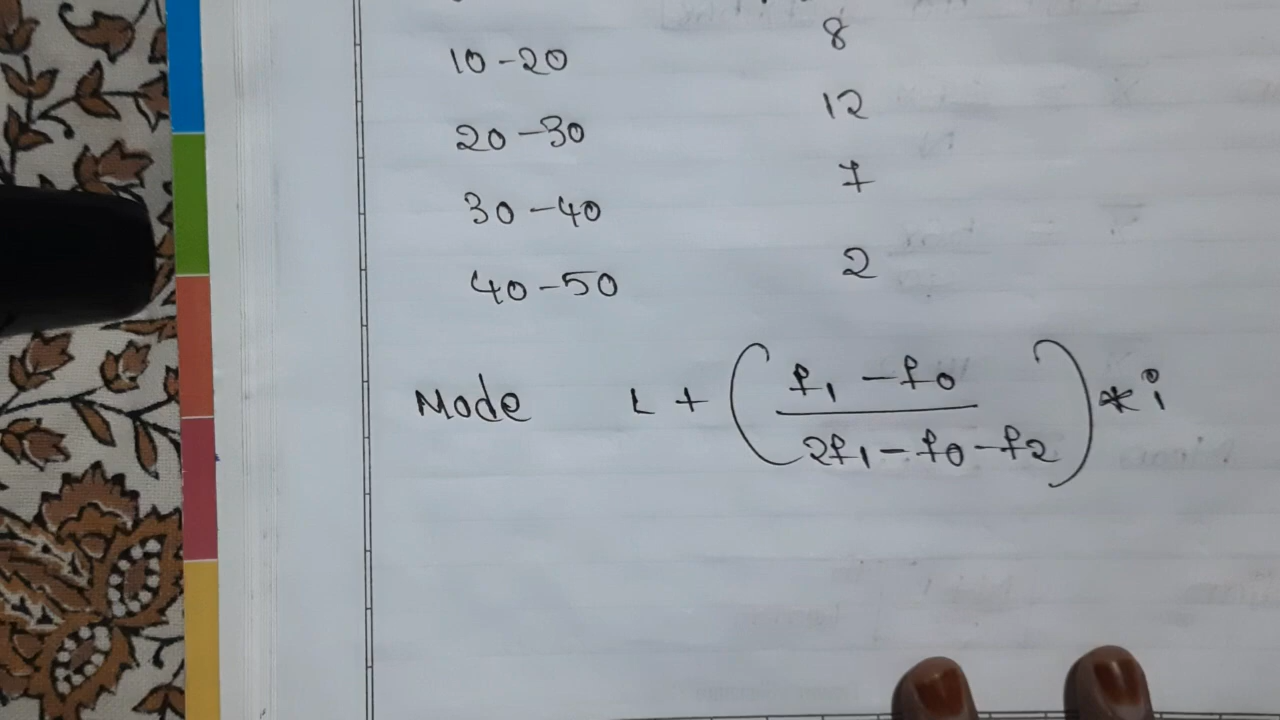 10-20 8
20-30 12
30-40 7
40-50 2
Mode L + ( f1 - f0 / 2f1 - f0 - f2 ) * i